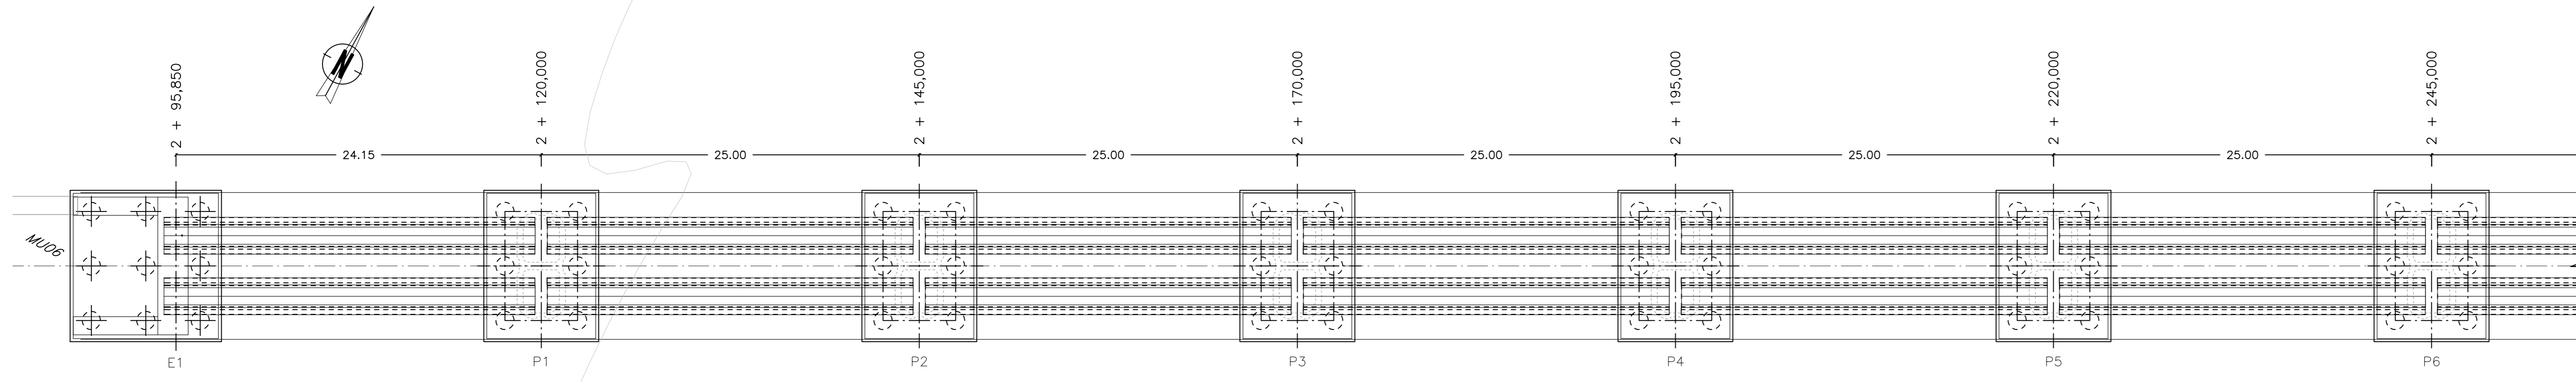 N
2 + 95,850
2 + 120,000
2 + 145,000
2 + 170,000
2 + 195,000
2 + 220,000
2 + 245,000
24.15
25.00
25.00
25.00
25.00
25.00
MU06
E1
P1
P2
P3
P4
P5
P6